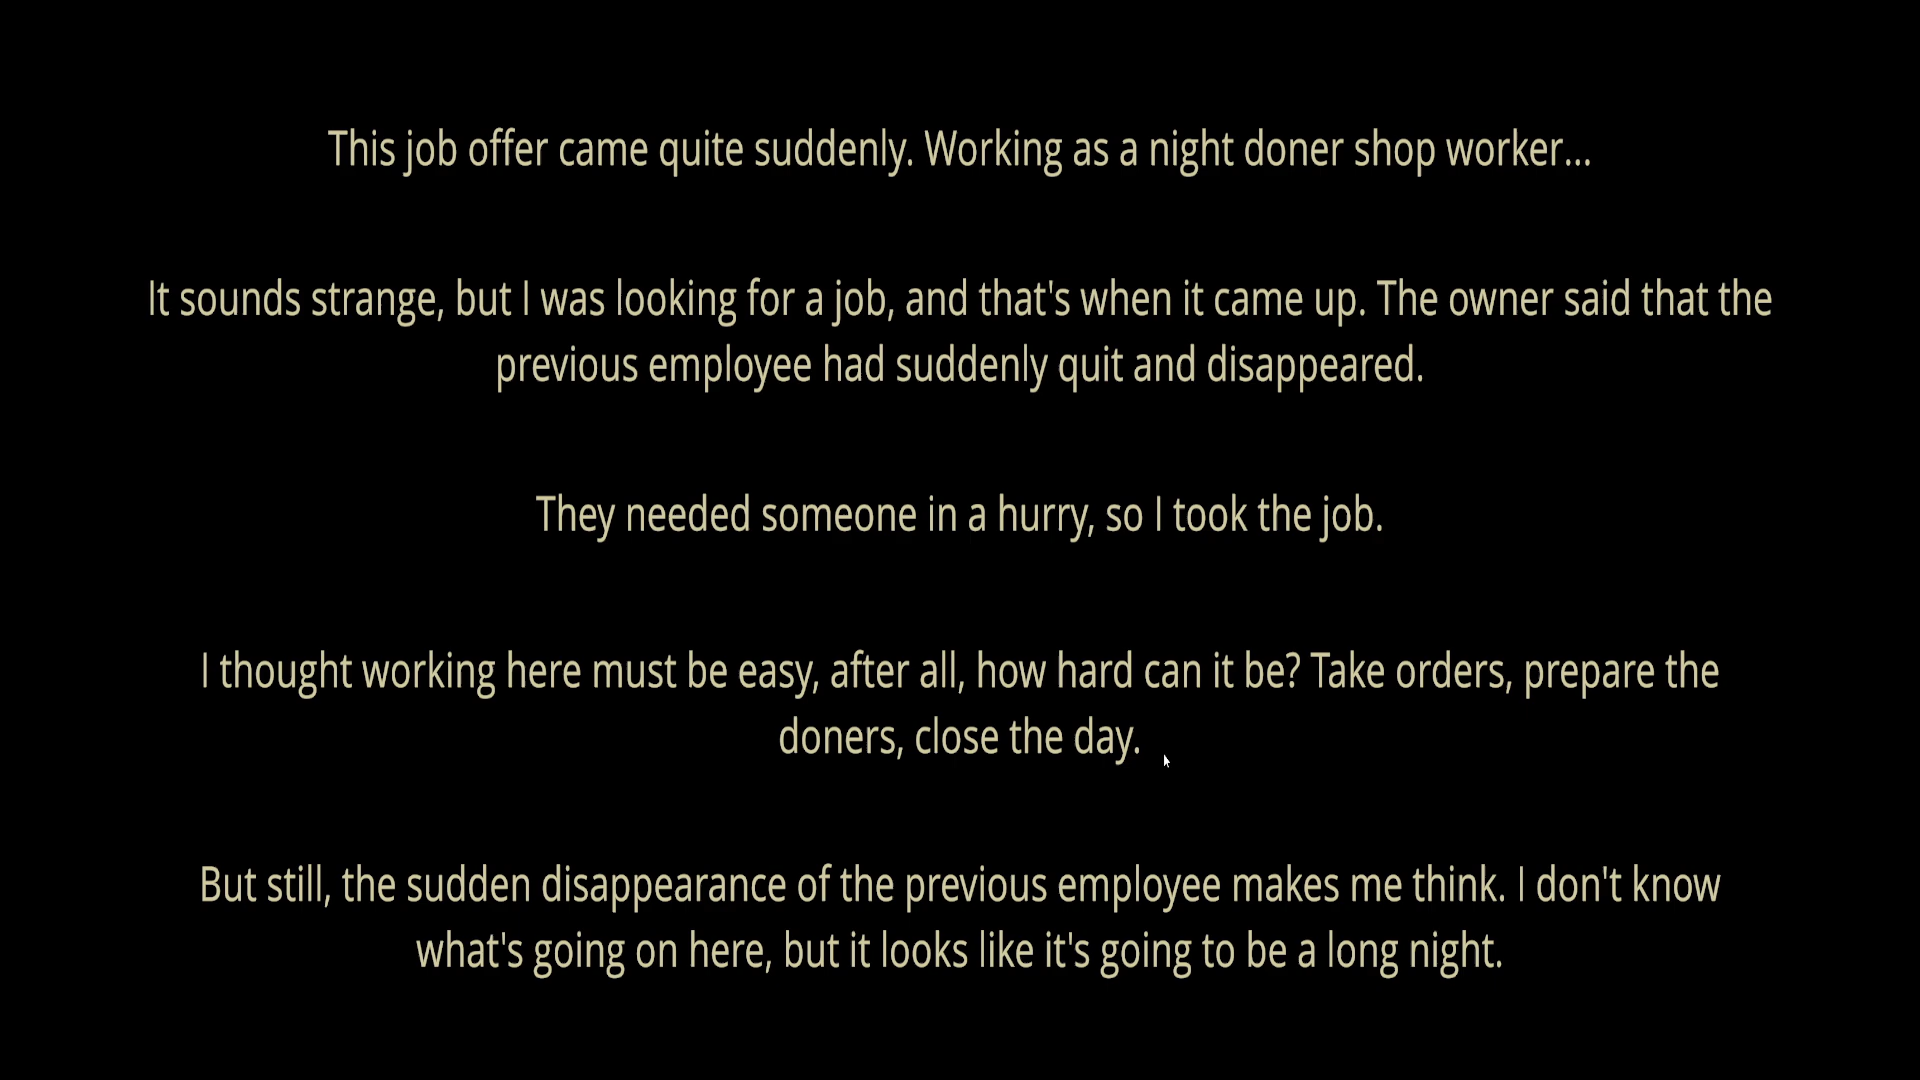 This job offer came quite suddenly. Working as a night doner shop worker...
It sounds strange, but I was looking for a job, and that's when it came up. The owner said that the
previous employee had suddenly quit and disappeared.
They needed someone in a hurry, so I took the job.
I thought working here must be easy, after all, how hard can it be? Take orders, prepare the
doners, close the day.
But still, the sudden disappearance of the previous employee makes me think. I don't know
what's going on here, but it looks like it's going to be a long night.